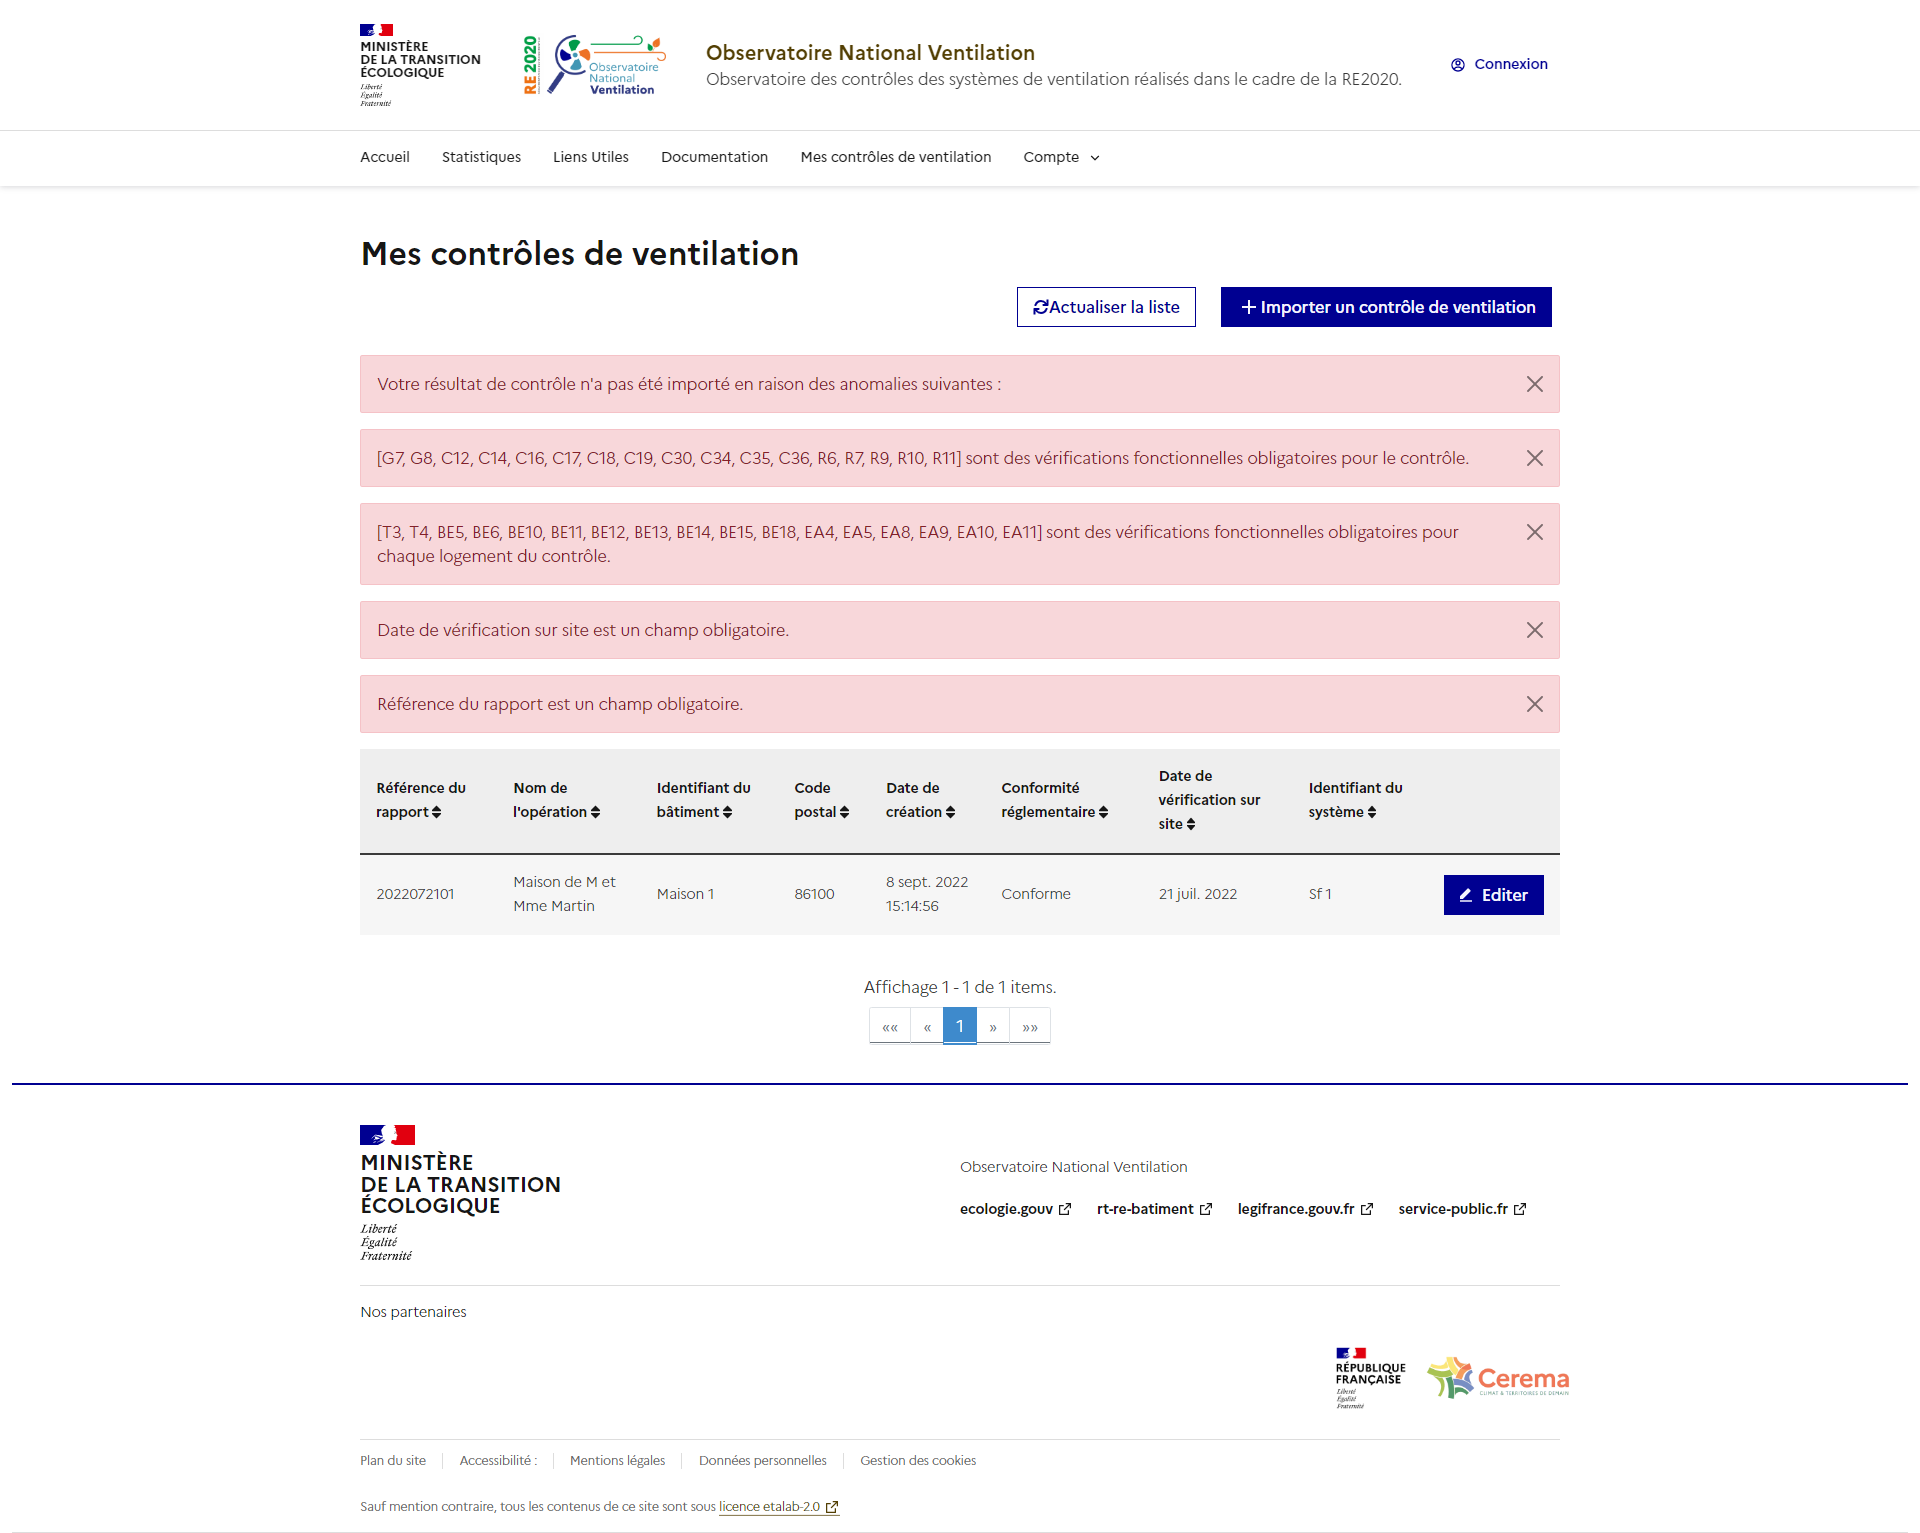 MINISTÈRE
DE LA TRANSITION
ÉCOLOGIQUE
Liberté
Égalité
Fraternité
RE2020
Observatoire
National
Ventilation
Observatoire National Ventilation
Observatoire des contrôles des systèmes de ventilation réalisés dans le cadre de la RE2020.
Connexion
Accueil Statistiques Liens Utiles Documentation Mes contrôles de ventilation Compte
Mes contrôles de ventilation
Actualiser la liste
Importer un contrôle de ventilation
Votre résultat de contrôle n'a pas été importé en raison des anomalies suivantes :
[G7, G8, C12, C14, C16, C17, C18, C19, C30, C34, C35, C36, R6, R7, R9, R10, R11] sont des vérifications fonctionnelles obligatoires pour le contrôle.
[T3, T4, BE5, BE6, BE10, BE11, BE12, BE13, BE14, BE15, BE18, EA4, EA5, EA8, EA9, EA10, EA11] sont des vérifications fonctionnelles obligatoires pour
chaque logement du contrôle.
Date de vérification sur site est un champ obligatoire.
Référence du rapport est un champ obligatoire.
Référence du
rapport
Nom de
l'opération
Identifiant du
bâtiment
Code
postal
Date de
création
Conformité
réglementaire
Date de
vérification sur
site
Identifiant du
système
2022072101
Maison de M et
Mme Martin
Maison 1
86100
8 sept. 2022
15:14:56
Conforme
21 juil. 2022
Sf 1
Editer
Affichage 1 - 1 de 1 items.
«« « 1 » »»
MINISTÈRE
DE LA TRANSITION
ÉCOLOGIQUE
Liberté
Égalité
Fraternité
Observatoire National Ventilation
ecologie.gouv rt-re-batiment legifrance.gouv.fr service-public.fr
Nos partenaires
RÉPUBLIQUE
FRANÇAISE
Liberté
Égalité
Fraternité
Cerema
CLIMAT & TERRITOIRES DE DEMAIN
Plan du site Accessibilité : Mentions légales Données personnelles Gestion des cookies
Sauf mention contraire, tous les contenus de ce site sont sous licence etalab-2.0